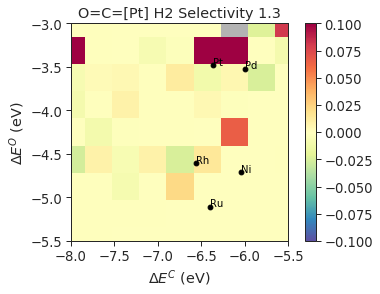 O=C=[Pt] H2 Selectivity 1.3
−3.0
−3.5
−4.0
−4.5
−5.0
−5.5
ΔE^O (eV)
Pt
Pd
Rh
Ni
Ru
−8.0 −7.5 −7.0 −6.5 −6.0 −5.5
ΔE^C (eV)
0.100
0.075
0.050
0.025
0.000
−0.025
−0.050
−0.075
−0.100